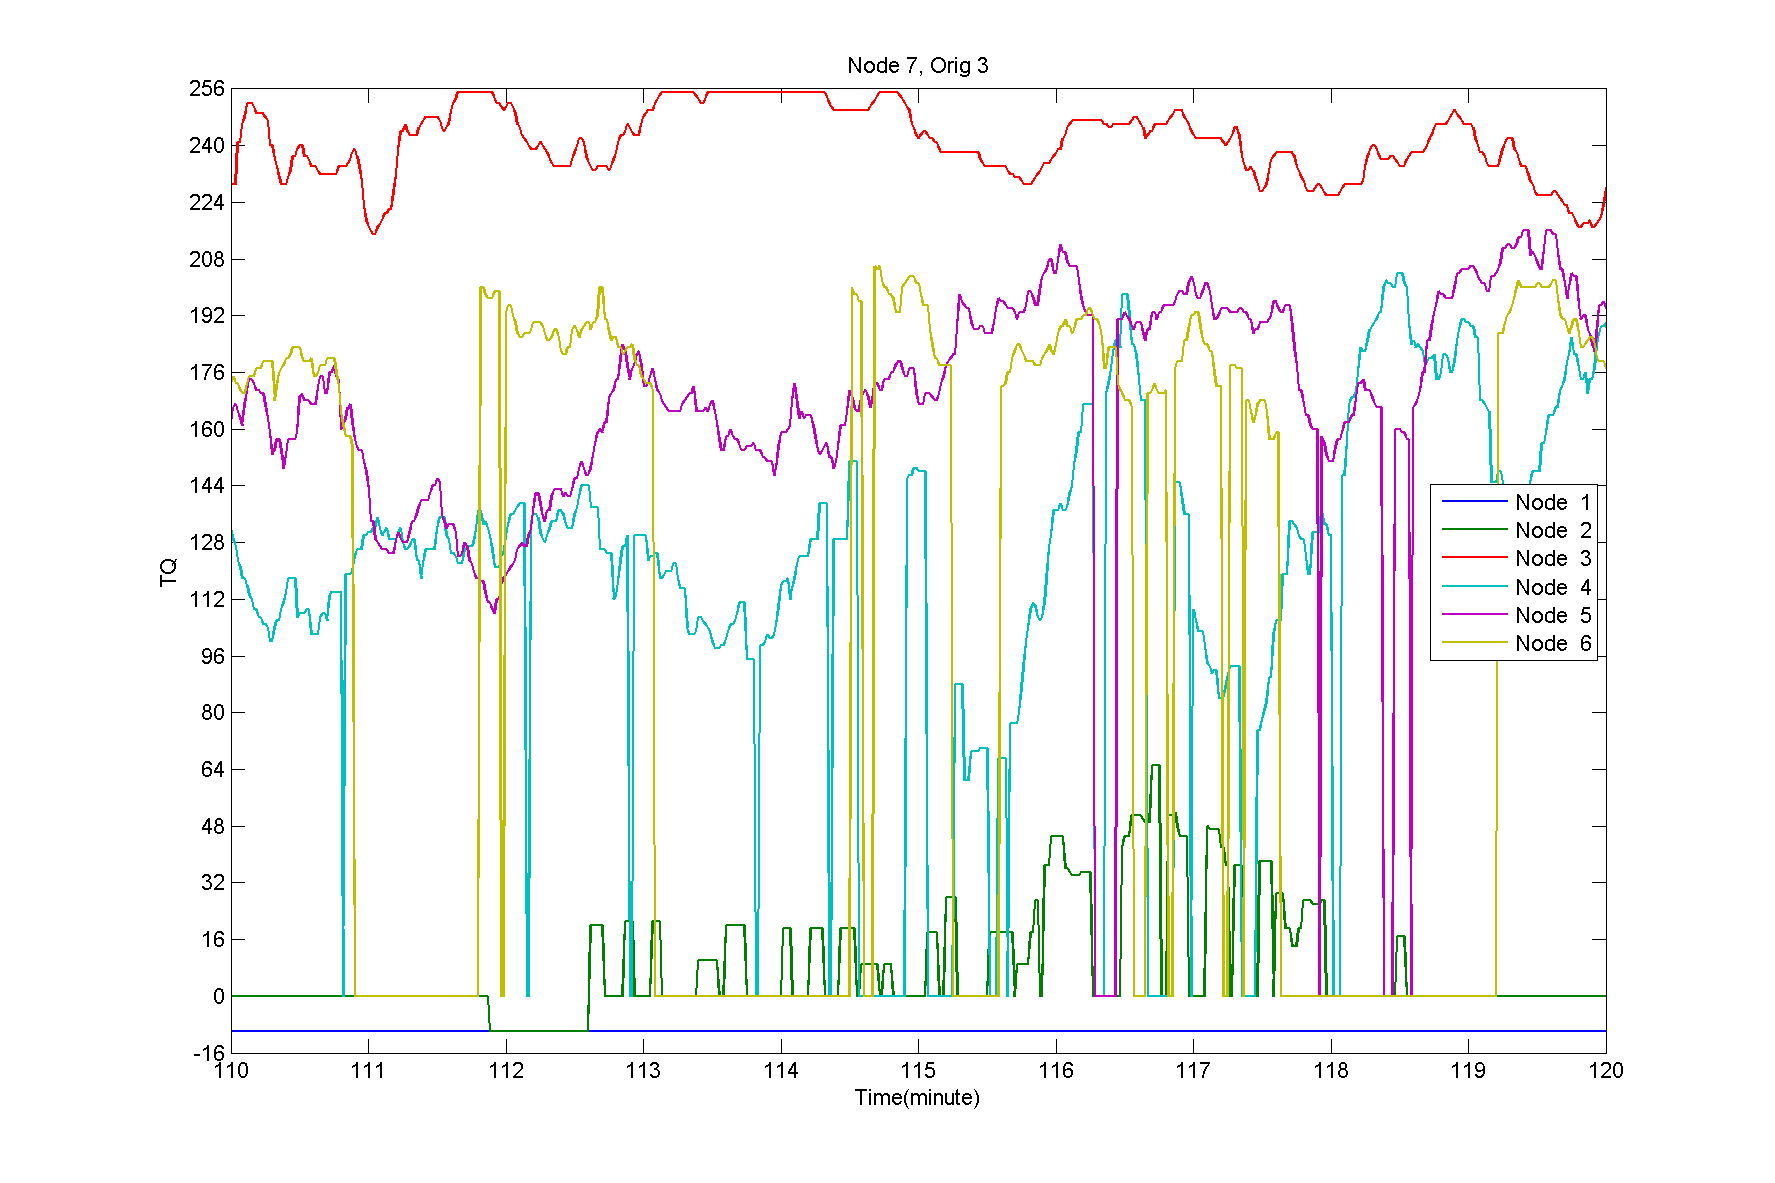 Node 7, Orig 3
256
240
224
208
192
176
160
144
128
112
96
80
64
48
32
16
0
-16
TQ
110 111 112 113 114 115 116 117 118 119 120
Time(minute)
Node 1
Node 2
Node 3
Node 4
Node 5
Node 6